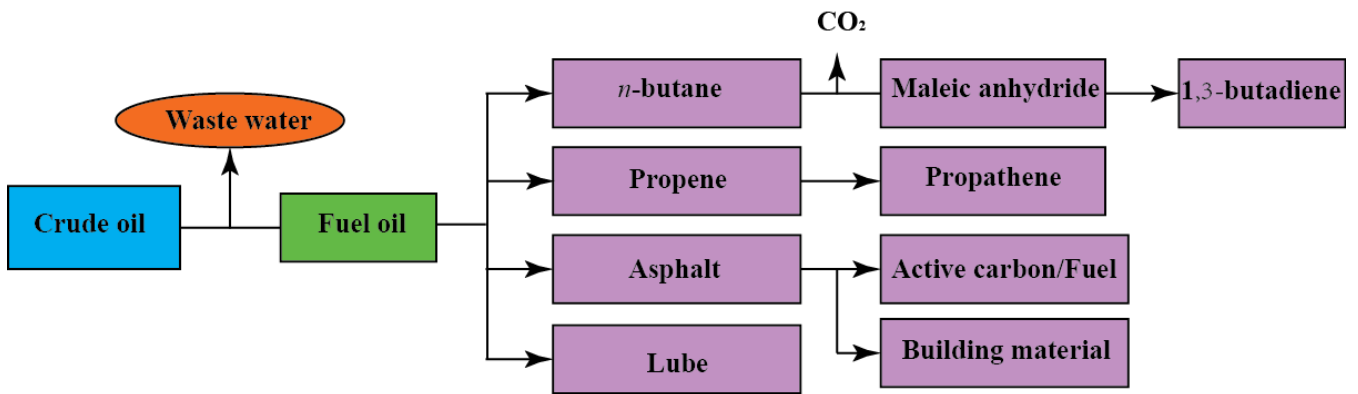 CO₂
n-butane
Maleic anhydride
1,3-butadiene
Waste water
Propene
Propathene
Crude oil
Fuel oil
Asphalt
Active carbon/Fuel
Lube
Building material